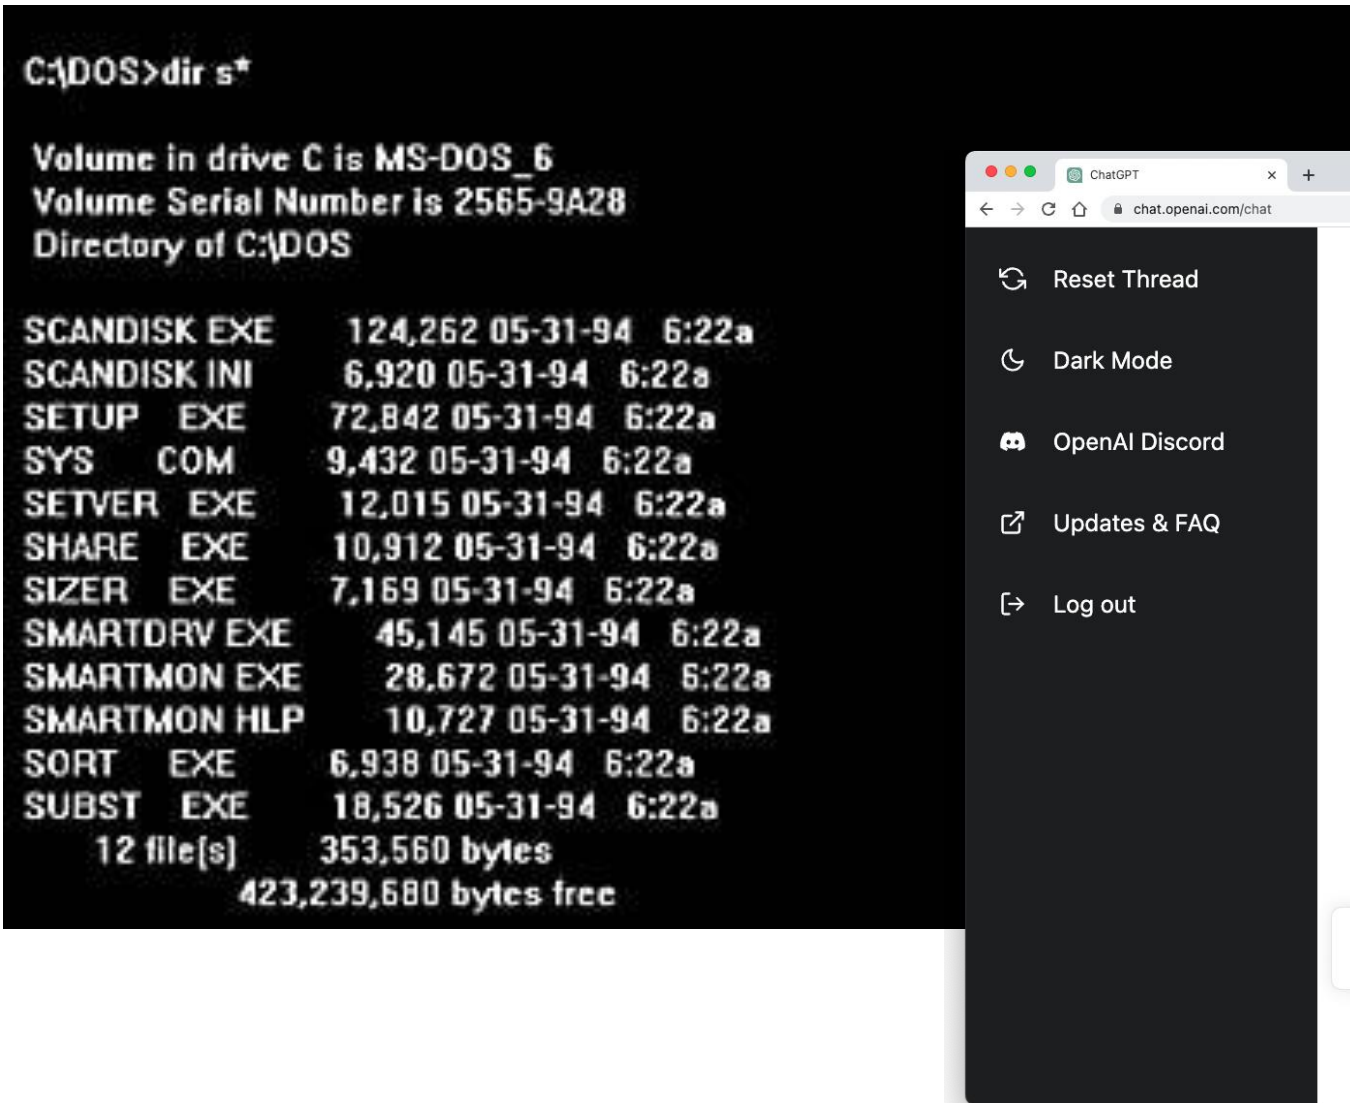 C:\DOS>dir s*
Volume in drive C is MS-DOS_6
Volume Serial Number is 2565-9A28
Directory of C:\DOS
SCANDISK EXE 124,262 05-31-94 6:22a
SCANDISK INI 6,920 05-31-94 6:22a
SETUP EXE 72,842 05-31-94 6:22a
SYS COM 9,432 05-31-94 6:22a
SETVER EXE 12,015 05-31-94 6:22a
SHARE EXE 10,912 05-31-94 6:22a
SIZER EXE 7,169 05-31-94 6:22a
SMARTDRV EXE 45,145 05-31-94 6:22a
SMARTMON EXE 28,672 05-31-94 6:22a
SMARTMON HLP 10,727 05-31-94 6:22a
SORT EXE 6,938 05-31-94 6:22a
SUBST EXE 18,526 05-31-94 6:22a
12 file(s) 353,560 bytes
423,239,680 bytes free
ChatGPT
chat.openai.com/chat
Reset Thread
Dark Mode
OpenAI Discord
Updates & FAQ
Log out